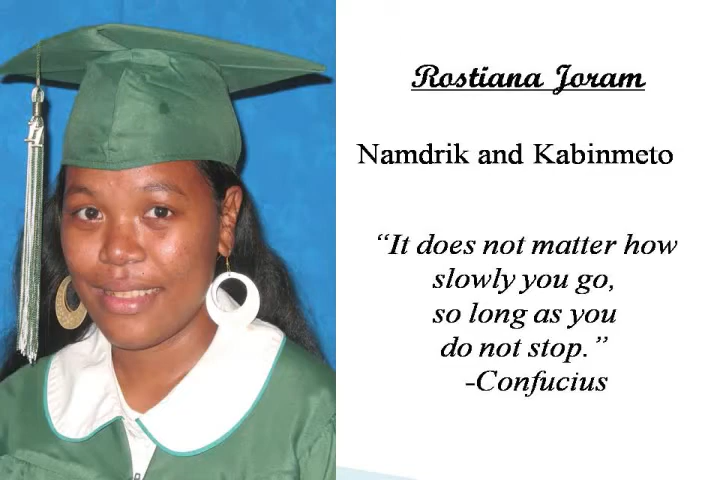 Rostiana Joram
Namdrik and Kabinmeto
“It does not matter how
slowly you go,
so long as you
do not stop.”
-Confucius